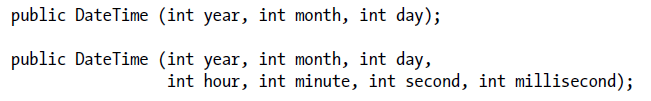 public DateTime (int year, int month, int day);
public DateTime (int year, int month, int day,
int hour, int minute, int second, int millisecond);